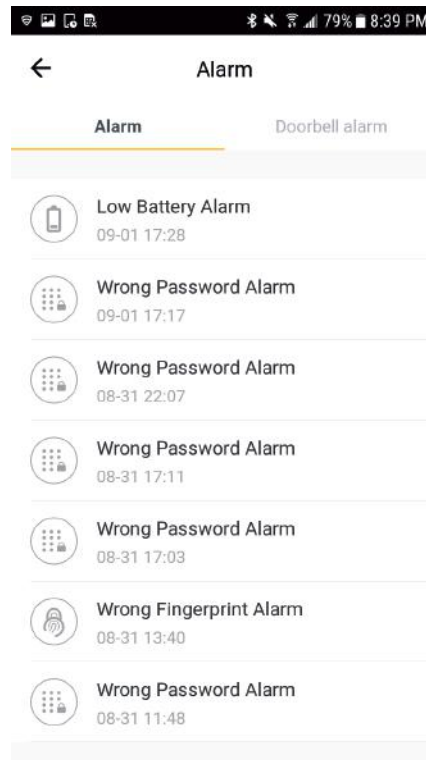 79% 8:39 PM
Alarm
Alarm Doorbell alarm
Low Battery Alarm
09-01 17:28
Wrong Password Alarm
09-01 17:17
Wrong Password Alarm
08-31 22:07
Wrong Password Alarm
08-31 17:11
Wrong Password Alarm
08-31 17:03
Wrong Fingerprint Alarm
08-31 13:40
Wrong Password Alarm
08-31 11:48